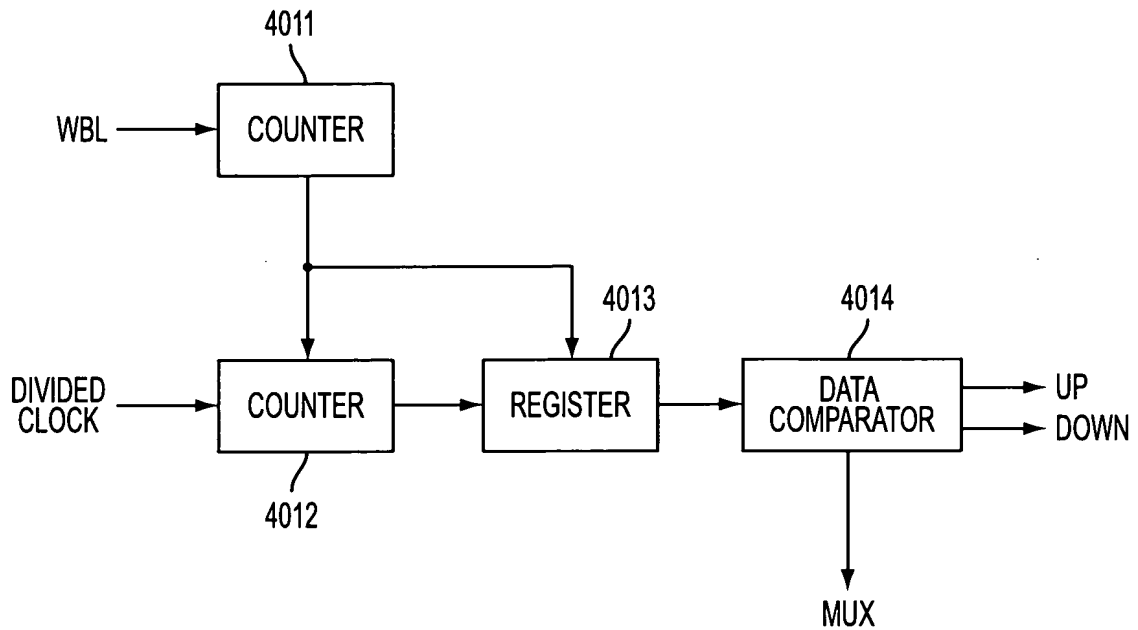 4011
WBL
COUNTER
4013
4014
DIVIDED
CLOCK
COUNTER
REGISTER
DATA
COMPARATOR
UP
DOWN
4012
MUX